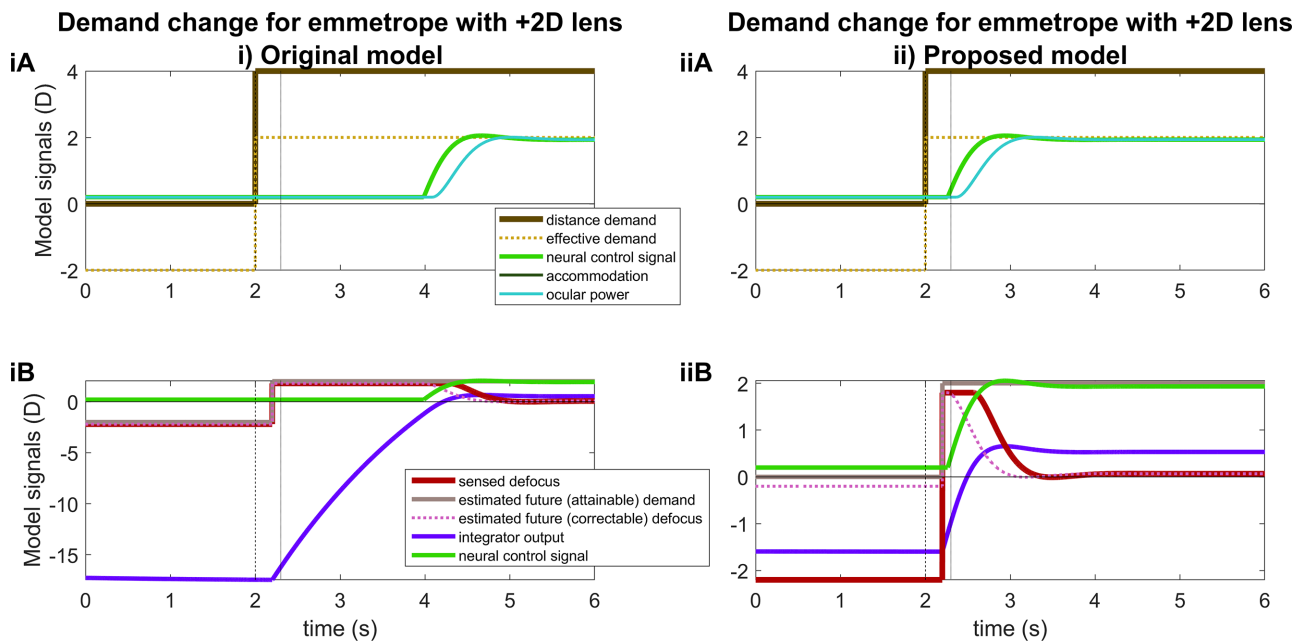 Demand change for emmetrope with +2D lens
i) Original model
iA
Model signals (D)
4
2
0
-2
0
1
2
3
4
5
6
distance demand
effective demand
neural control signal
accommodation
ocular power
Demand change for emmetrope with +2D lens
ii) Proposed model
iiA
4
2
0
-2
0
1
2
3
4
5
6
iB
Model signals (D)
0
-5
-10
-15
0
1
2
3
4
5
6
time (s)
sensed defocus
estimated future (attainable) demand
estimated future (correctable) defocus
integrator output
neural control signal
iiB
2
1
0
-1
-2
0
1
2
3
4
5
6
time (s)